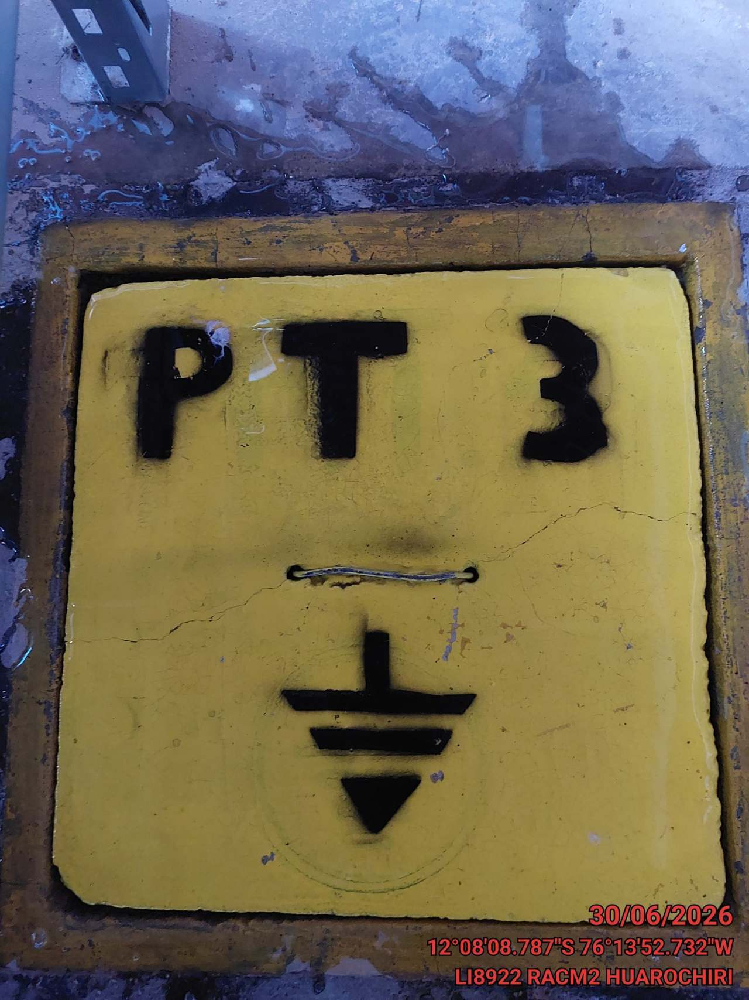 PT 3
30/06/2026
12°08'08.787"S 76°13'52.732"W
LI8922 RACM2 HUAROCHIRI